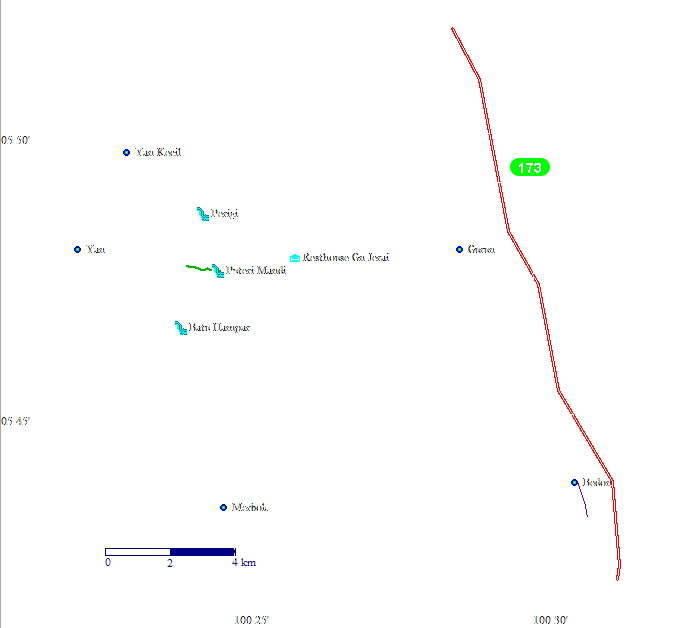 05 50'
173
Yan Kecil
Perigi
Yan
Gurun
Resthouse Gn Jerai
Puteri Mandi
Batu Hampar
05 45'
Bedong
Merbok
0 2 4 km
100 25' 100 30'